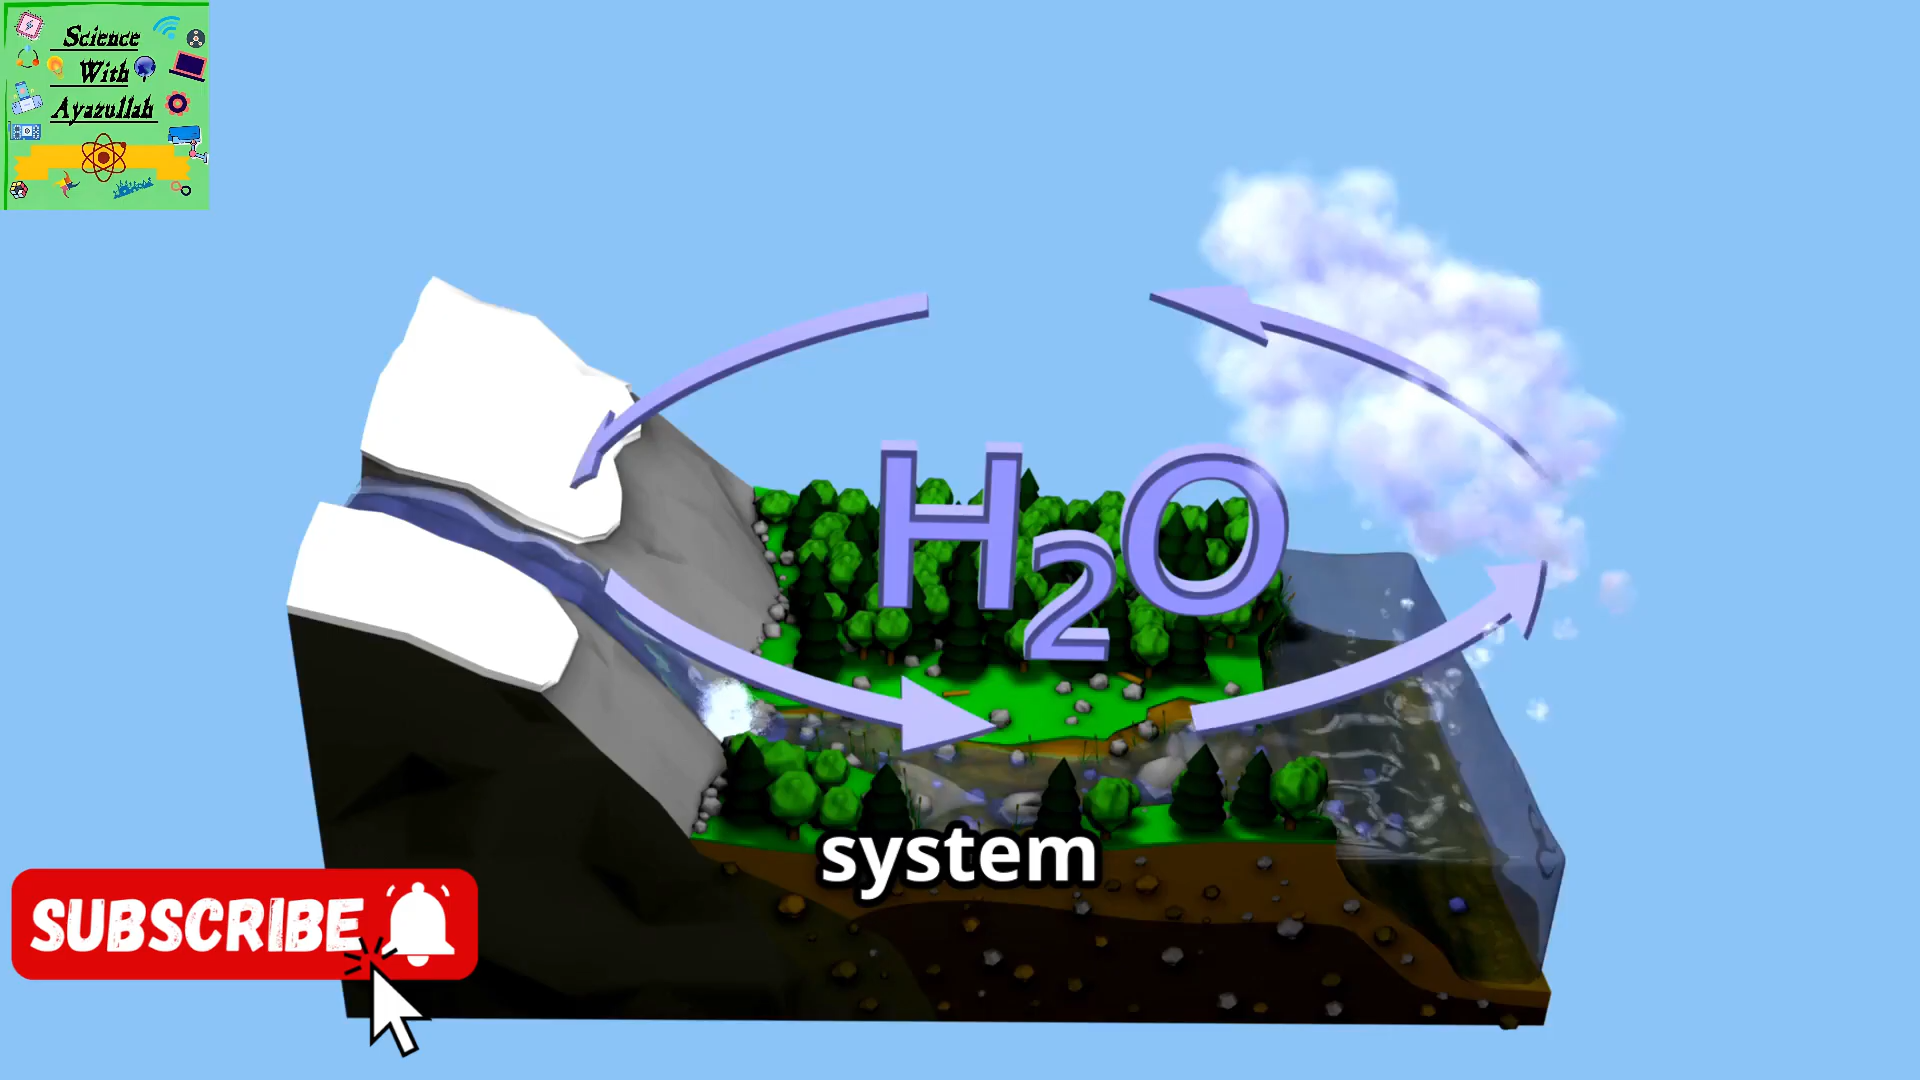 Science
With
Ayazullah
H₂O
system
SUBSCRIBE